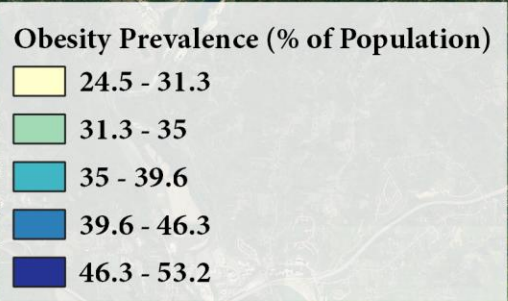 Obesity Prevalence (% of Population)
24.5 - 31.3
31.3 - 35
35 - 39.6
39.6 - 46.3
46.3 - 53.2